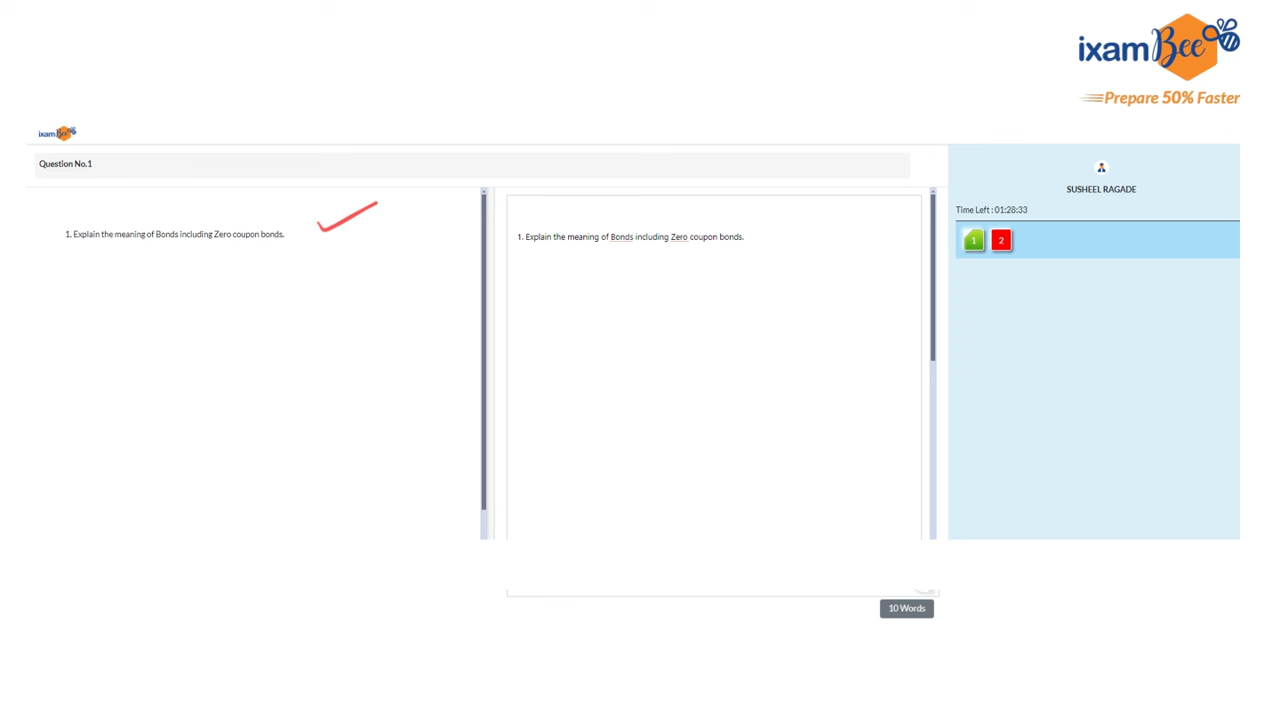 ixamBee
Prepare 50% Faster
ixamBee
Question No.1
SUSHEEL RAGADE
Time Left : 01:28:33
1 2
1. Explain the meaning of Bonds including Zero coupon bonds.
1. Explain the meaning of Bonds including Zero coupon bonds.
10 Words